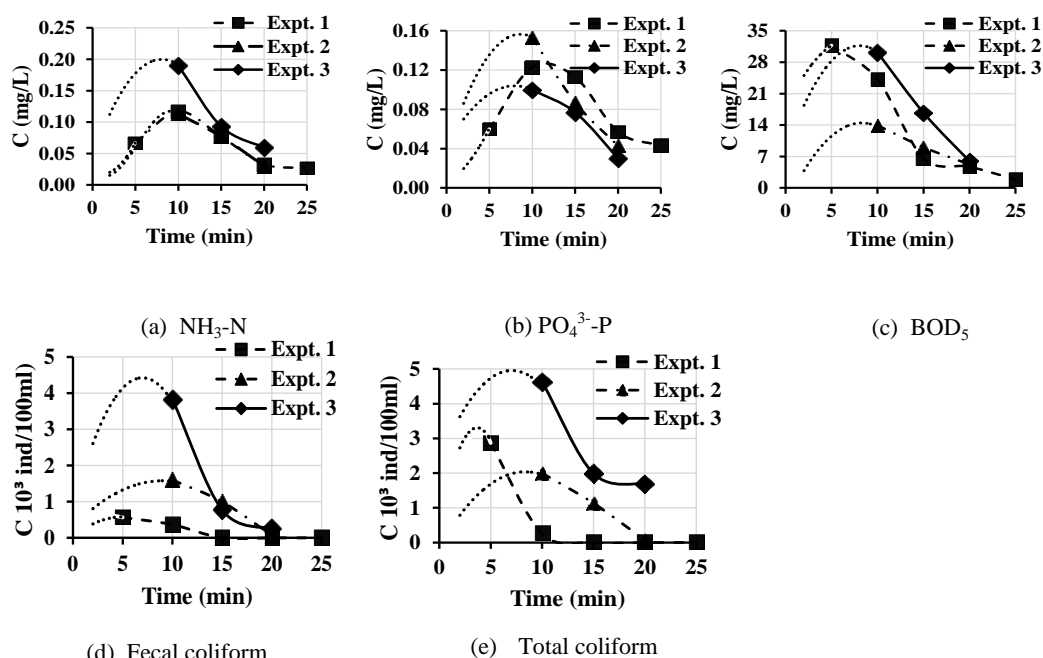 0.25
0.20
0.15
0.10
0.05
0.00
C (mg/L)
0 5 10 15 20 25
Time (min)
Expt. 1
Expt. 2
Expt. 3
(a) NH₃-N
0.16
0.12
0.08
0.04
0.00
C (mg/L)
0 5 10 15 20 25
Time (min)
Expt. 1
Expt. 2
Expt. 3
(b) PO₄³⁻-P
35
28
21
14
7
0
C (mg/L)
0 5 10 15 20 25
Time (min)
Expt. 1
Expt. 2
Expt. 3
(c) BOD₅
5
4
3
2
1
0
C 10³ ind/100ml
0 5 10 15 20 25
Time (min)
Expt. 1
Expt. 2
Expt. 3
(d) Fecal coliform
5
4
3
2
1
0
C 10³ ind/100ml
0 5 10 15 20 25
Time (min)
Expt. 1
Expt. 2
Expt. 3
(e) Total coliform